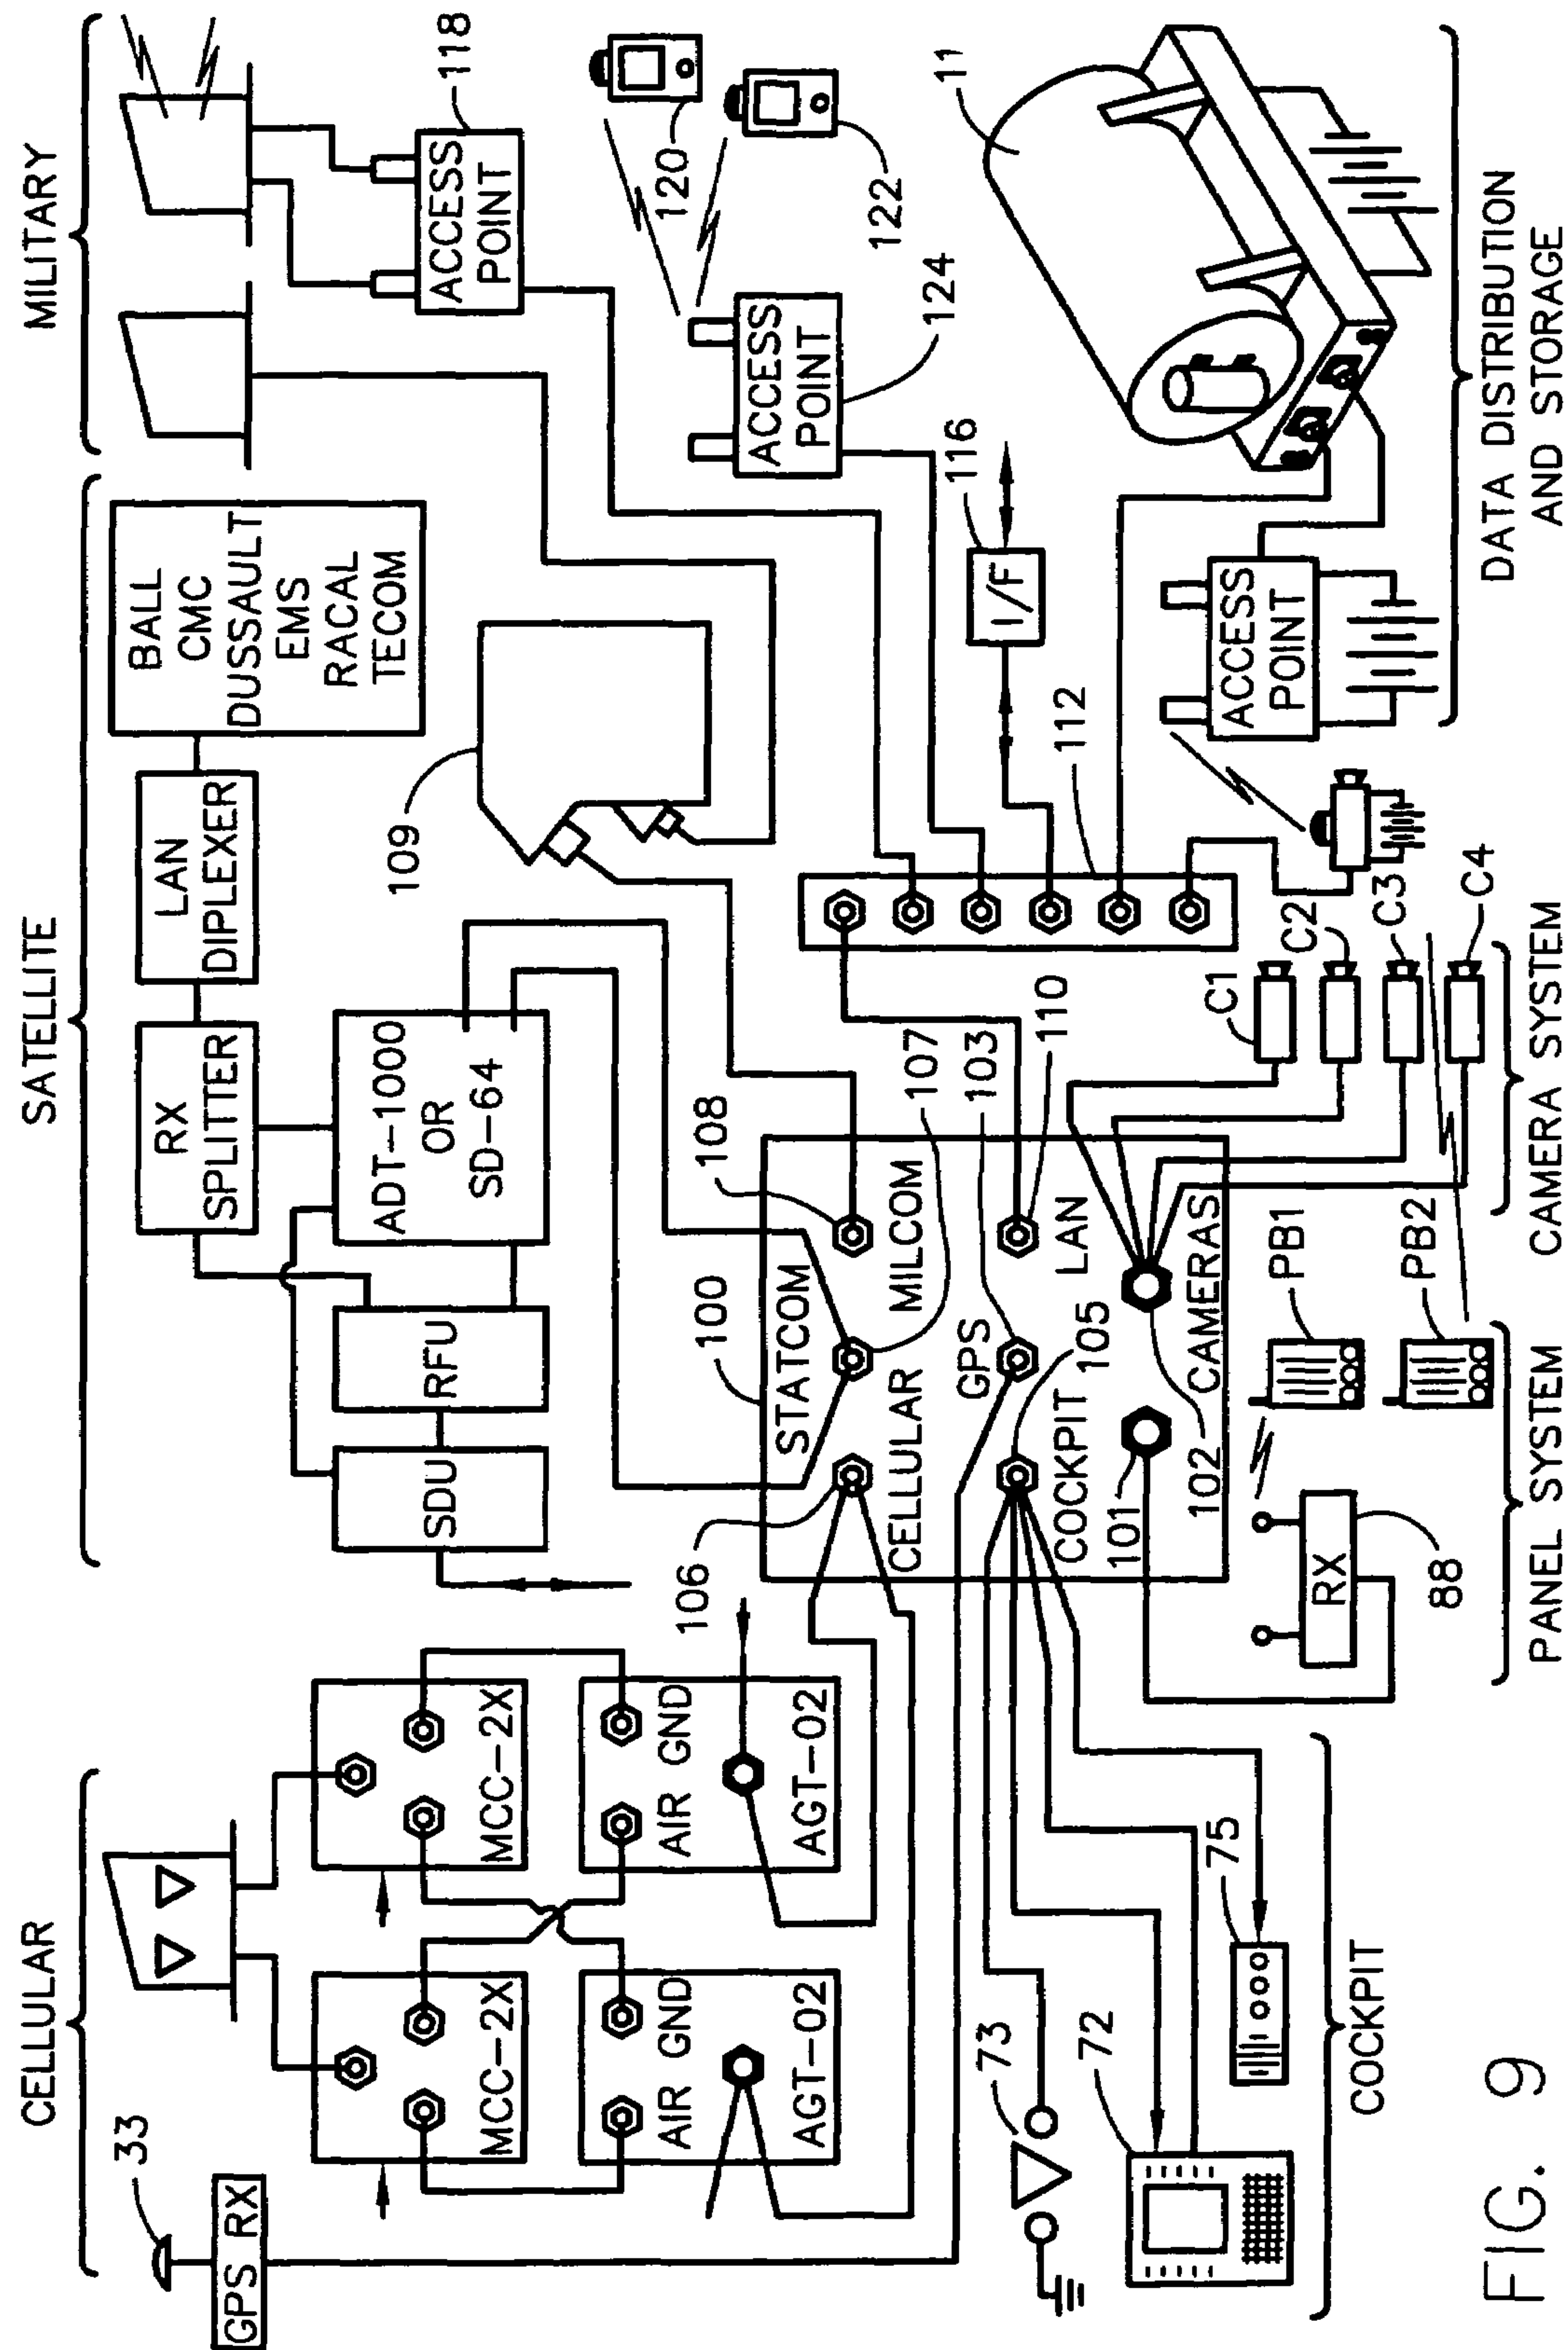 CELLULAR
SATELLITE
MILITARY
33
GPS RX
MCC-2X
MCC-2X
AIR GND
AGT-02
AIR GND
AGT-02
SDU
RFU
RX
SPLITTER
LAN
DIPLEXER
BALL
CMC
DUSSAULT
EMS
RACAL
TECOM
ADT-1000
OR
SD-64
109
118
ACCESS
POINT
120
122
ACCESS
POINT
124
11
116
I/F
112
106
100
108
STATCOM
CELLULAR
MILCOM
107
GPS
103
110
COCKPIT
105
LAN
101
102
CAMERAS
C1
C2
C3
C4
ACCESS
POINT
73
72
75
COCKPIT
RX
88
PB1
PB2
PANEL SYSTEM
CAMERA SYSTEM
DATA DISTRIBUTION
AND STORAGE
FIG. 9